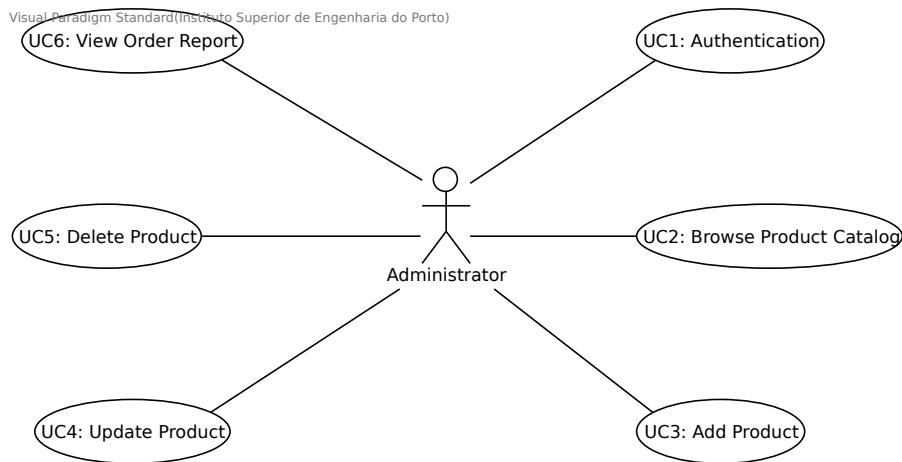 Visual Paradigm Standard(Instituto Superior de Engenharia do Porto)
UC6: View Order Report
UC1: Authentication
UC5: Delete Product
UC2: Browse Product Catalog
Administrator
UC4: Update Product
UC3: Add Product